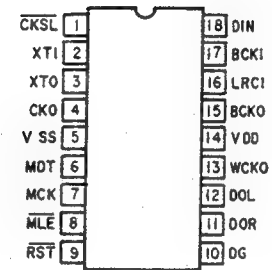 CKSL 1 18 DIN
XTI 2 17 BCKI
XTO 3 16 LRCI
CKO 4 15 BCKO
V SS 5 14 VDD
MDT 6 13 WCKO
MCK 7 12 DOL
MLE 8 11 DOR
RST 9 10 DG